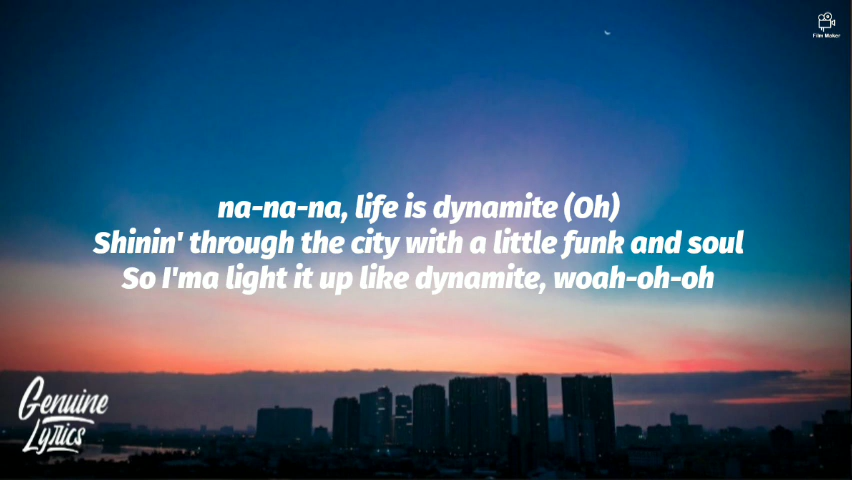 Film Maker
na-na-na, life is dynamite (Oh)
Shinin' through the city with a little funk and soul
So I'ma light it up like dynamite, woah-oh-oh
Genuine
Lyrics